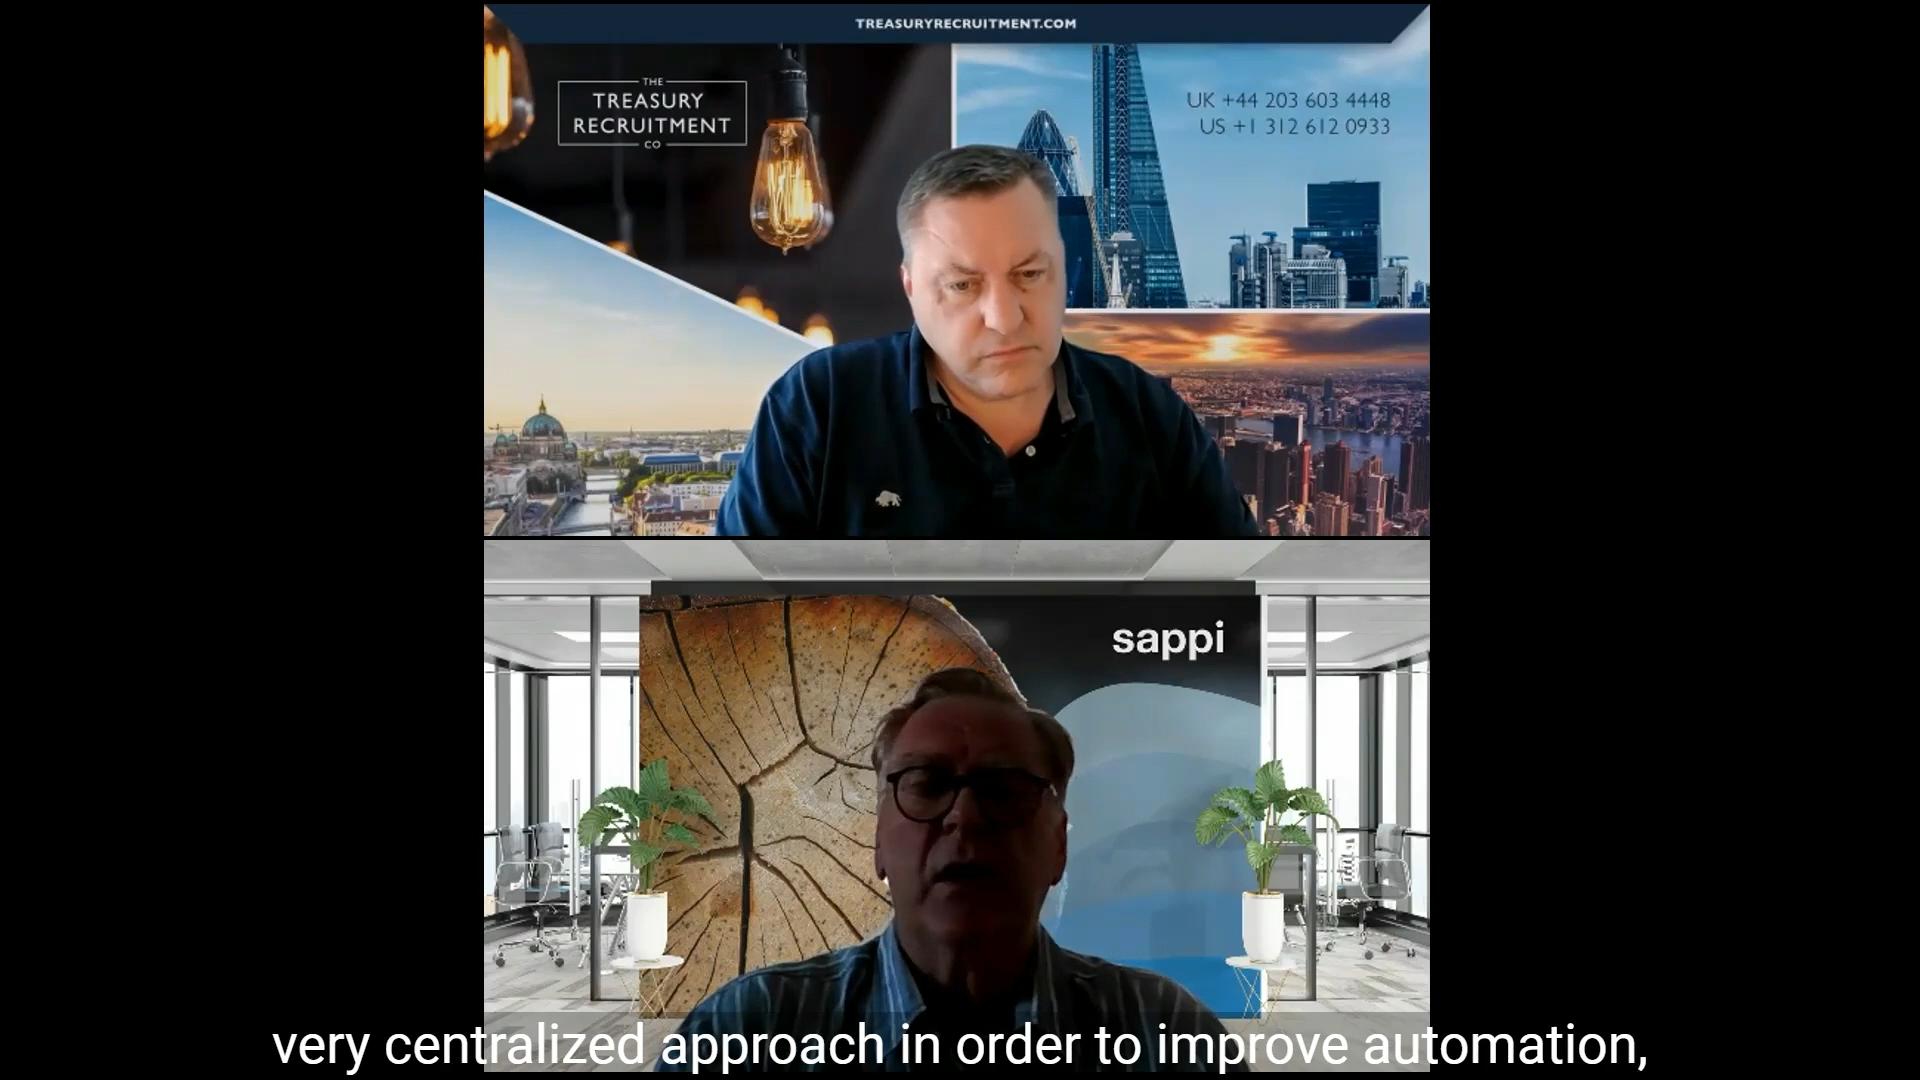 TREASURYRECRUITMENT.COM
THE
TREASURY
RECRUITMENT
CO
UK +44 203 603 4448
US +1 312 612 0933
sappi
very centralized approach in order to improve automation,